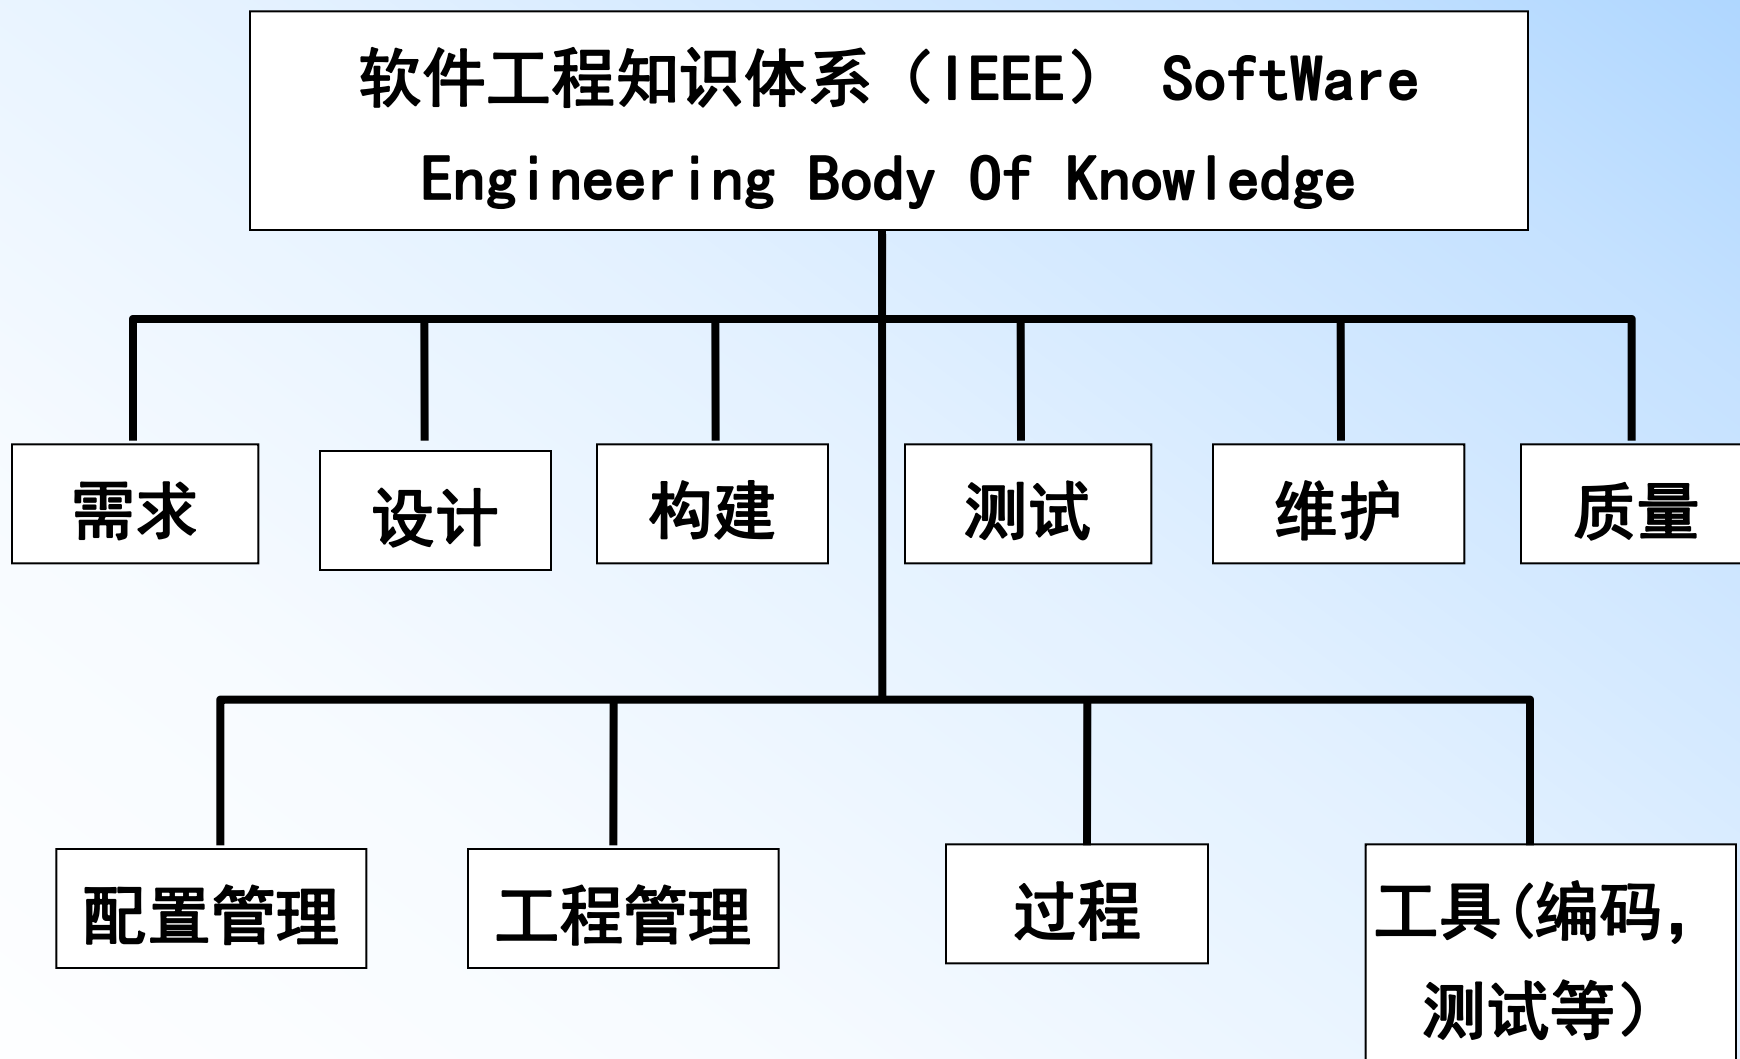 软件工程知识体系（IEEE） SoftWare
Engineering Body Of Knowledge
需求
设计
构建
测试
维护
质量
配置管理
工程管理
过程
工具(编码,
测试等）